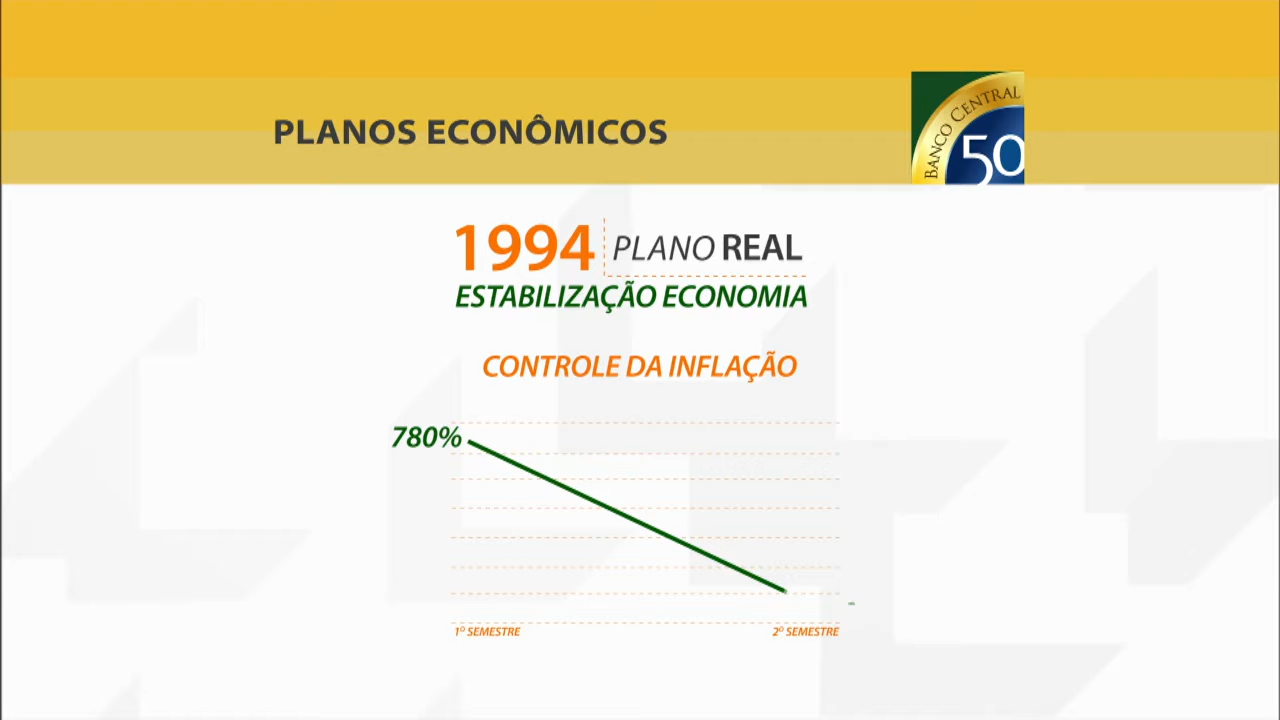 PLANOS ECONÔMICOS
BANCO CENTRAL
50
1994 PLANO REAL
ESTABILIZAÇÃO ECONOMIA
CONTROLE DA INFLAÇÃO
780%
1º SEMESTRE
2º SEMESTRE